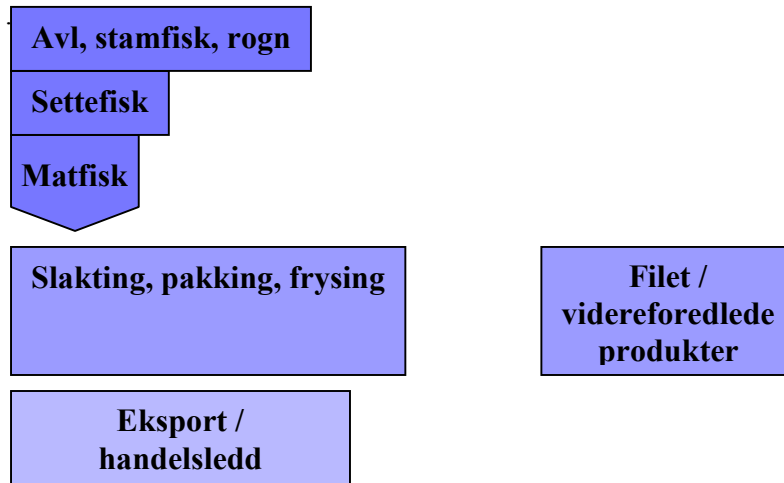 Avl, stamfisk, rogn
Settefisk
Matfisk
Slakting, pakking, frysing
Filet /
videreforedlede
produkter
Eksport /
handelsledd